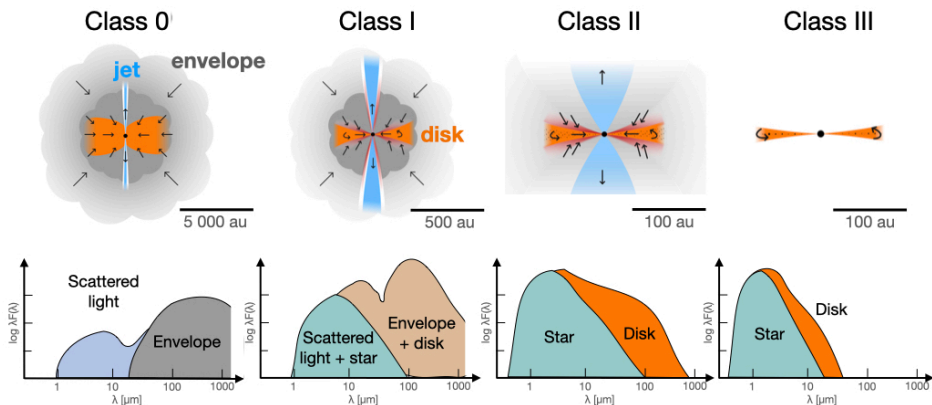 Class 0
Class I
Class II
Class III
jet
envelope
disk
5 000 au
500 au
100 au
100 au
log λF(λ)
Scattered
light
Envelope
1
10
100
1000
λ [µm]
log λF(λ)
Scattered
light + star
Envelope
+ disk
1
10
100
1000
λ [µm]
log λF(λ)
Star
Disk
1
10
100
1000
λ [µm]
log λF(λ)
Star
Disk
1
10
100
1000
λ [µm]